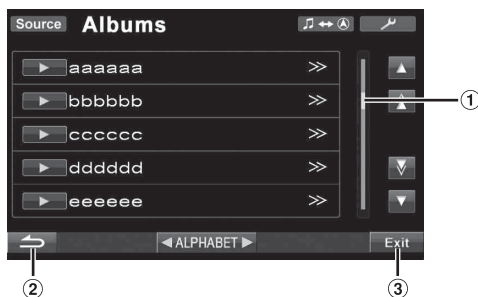 Source Albums
aaaaaa
bbbbbb
cccccc
dddddd
eeeeee
ALPHABET
Exit
1
2
3